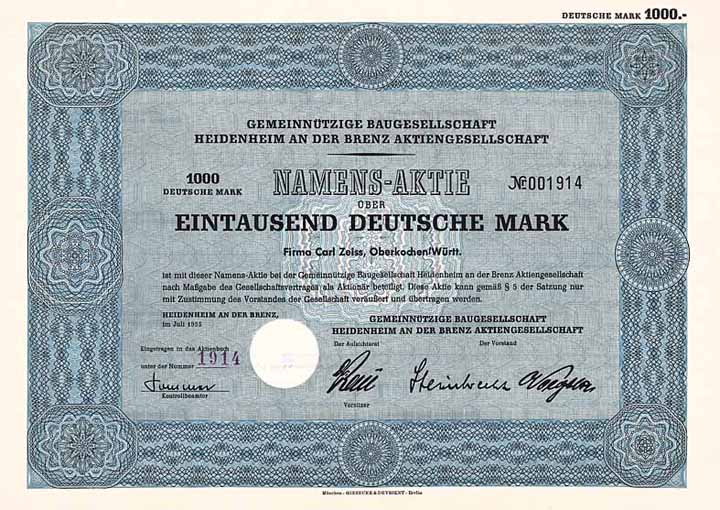 DEUTSCHE MARK 1000.-
GEMEINNÜTZIGE BAUGESELLSCHAFT
HEIDENHEIM AN DER BRENZ AKTIENGESELLSCHAFT
1000
DEUTSCHE MARK
NAMENS-AKTIE
№ 001914
ÜBER
EINTAUSEND DEUTSCHE MARK
Firma Carl Zeiss, Oberkochen/Württ.
ist mit dieser Namens-Aktie bei der Gemeinnützige Baugesellschaft Heidenheim an der Brenz Aktiengesellschaft
nach Maßgabe des Gesellschaftsvertrages als Aktionär beteiligt. Diese Aktie kann gemäß § 5 der Satzung nur
mit Zustimmung des Vorstandes der Gesellschaft veräußert und übertragen werden.
HEIDENHEIM AN DER BRENZ,
im Juli 1955
GEMEINNÜTZIGE BAUGESELLSCHAFT
HEIDENHEIM AN DER BRENZ AKTIENGESELLSCHAFT
Der Aufsichtsrat
Der Vorstand
Eingetragen in das Aktienbuch
unter der Nummer 1914
Kontrollbeamter
Vorsitzer
München - GIESECKE & DEVRIENT - Berlin